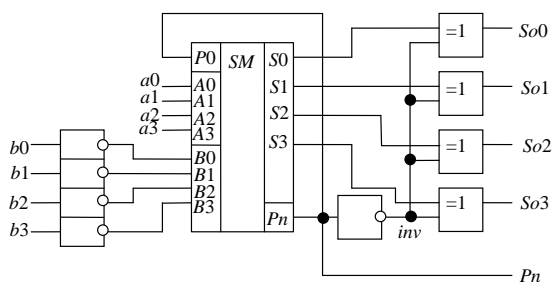 P0 SM S0 =1 So0
a0 A0 S1 =1 So1
a1 A1
a2 A2 S2
a3 A3
b0 B0 S3 =1 So2
b1 B1
b2 B2
b3 B3 Pn =1 So3
inv
Pn